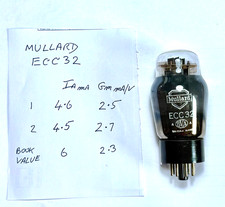 MULLARD
ECC32
Ia mA Gm mA/V
1 4.6 2.5
2 4.5 2.7
BOOK VALUE 6 2.3
Mullard
ECC32